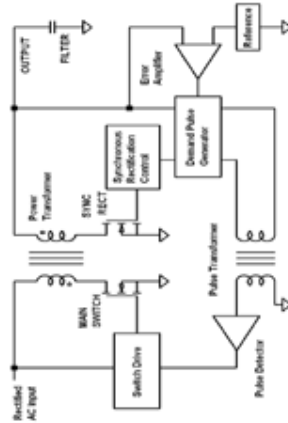 Rectified
AC Input
Power
Transformer
OUTPUT
FILTER
MAIN
SWITCH
SYNC
RECT
Synchronous
Rectification
Control
Error
Amplifier
Reference
Switch Drive
Demand Pulse
Generator
Pulse Transformer
Pulse Detector